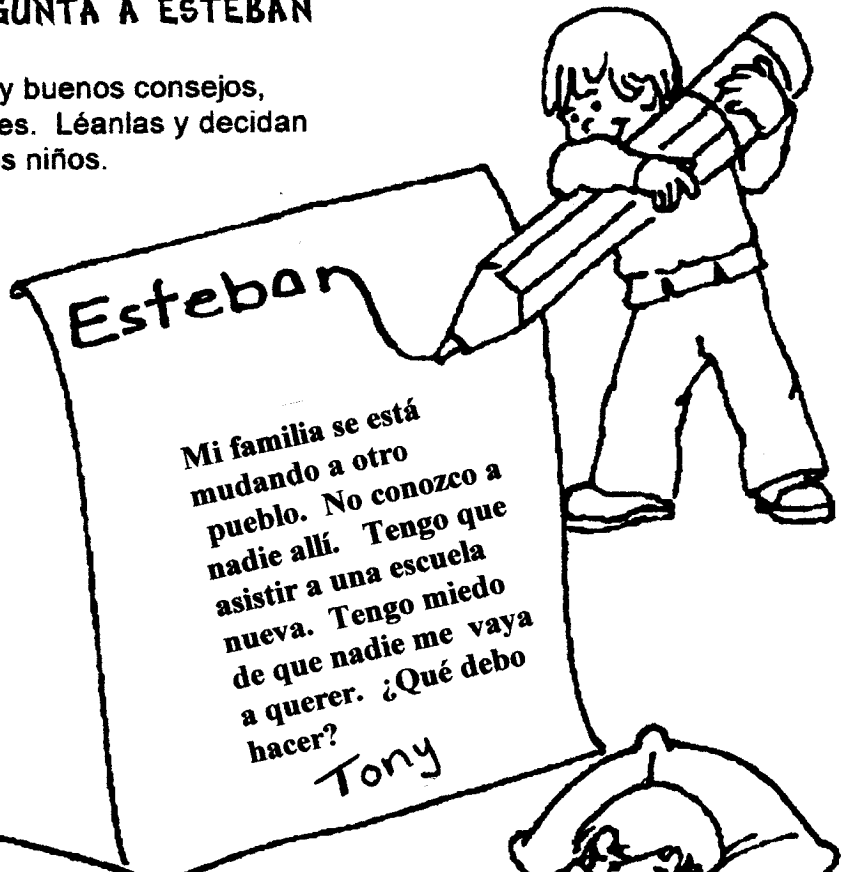 GUNTA A ESTEBAN
y buenos consejos,
es. Léanlas y decidan
s niños.
Esteban
Mi familia se está
mudando a otro
pueblo. No conozco a
nadie allí. Tengo que
asistir a una escuela
nueva. Tengo miedo
de que nadie me vaya
a querer. ¿Qué debo
hacer?
Tony